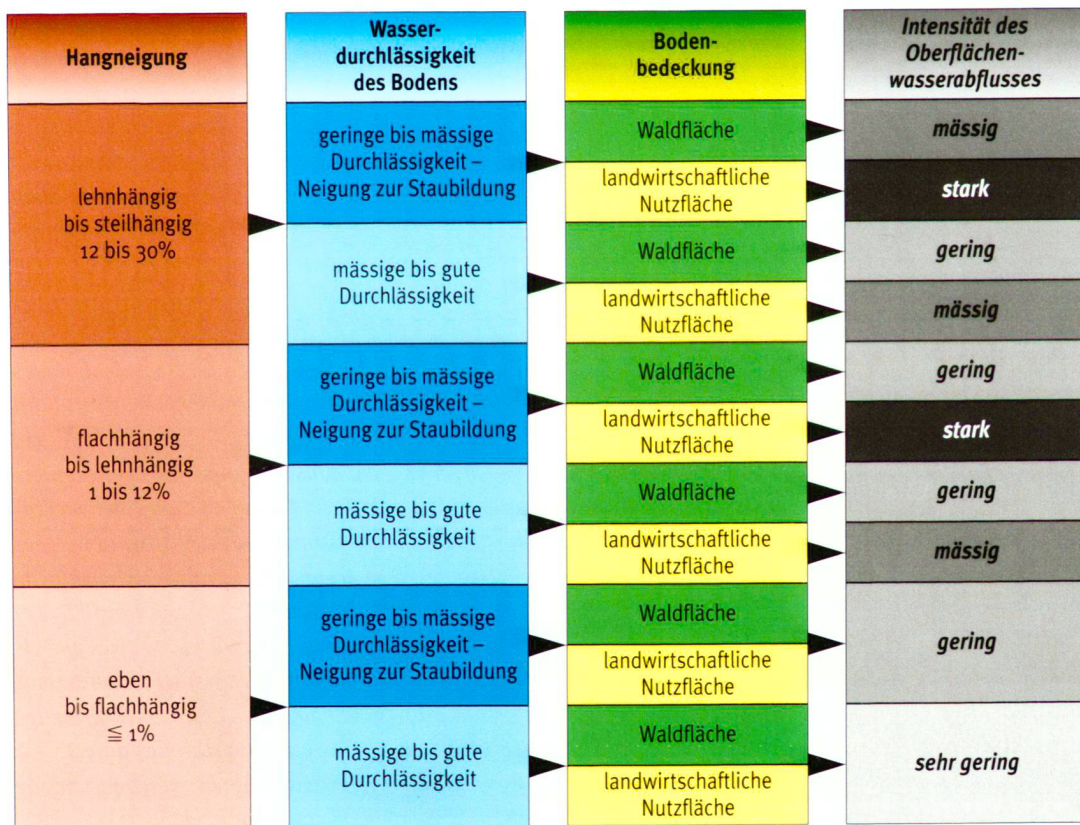 Hangneigung
Wasser-
durchlässigkeit
des Bodens
Boden-
bedeckung
Intensität des
Oberflächen-
wasserabflusses
lehnhängig
bis steilhängig
12 bis 30%
geringe bis mässige
Durchlässigkeit –
Neigung zur Staubildung
Waldfläche
mässig
landwirtschaftliche
Nutzfläche
stark
mässige bis gute
Durchlässigkeit
Waldfläche
gering
landwirtschaftliche
Nutzfläche
mässig
flachhängig
bis lehnhängig
1 bis 12%
geringe bis mässige
Durchlässigkeit –
Neigung zur Staubildung
Waldfläche
gering
landwirtschaftliche
Nutzfläche
stark
mässige bis gute
Durchlässigkeit
Waldfläche
gering
landwirtschaftliche
Nutzfläche
mässig
eben
bis flachhängig
≦ 1%
geringe bis mässige
Durchlässigkeit –
Neigung zur Staubildung
Waldfläche
landwirtschaftliche
Nutzfläche
gering
mässige bis gute
Durchlässigkeit
Waldfläche
landwirtschaftliche
Nutzfläche
sehr gering